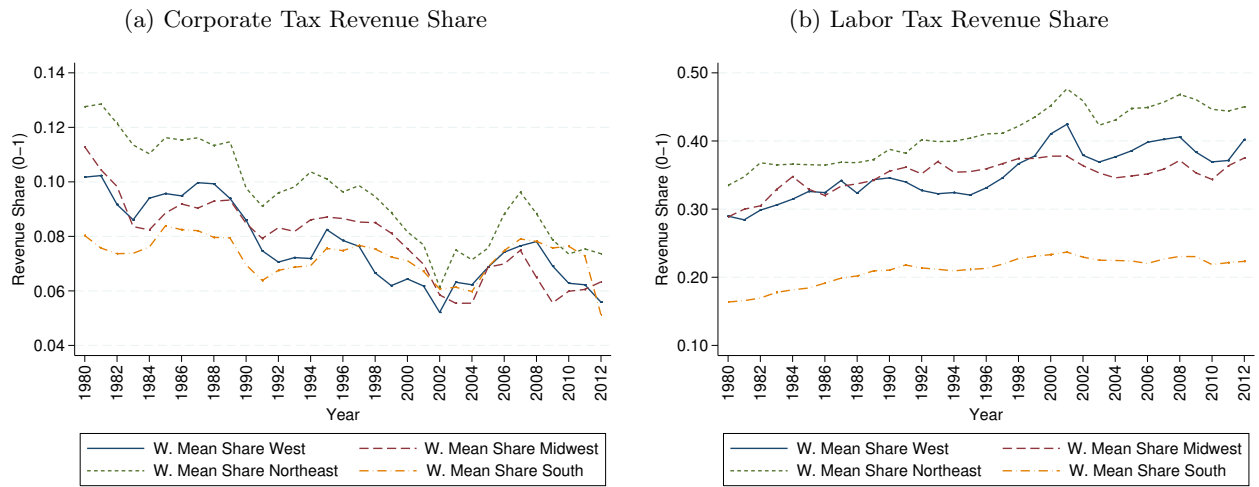 (a) Corporate Tax Revenue Share
Revenue Share (0−1)
0.14
0.12
0.10
0.08
0.06
0.04
1980 1982 1984 1986 1988 1990 1992 1994 1996 1998 2000 2002 2004 2006 2008 2010 2012
Year
W. Mean Share West W. Mean Share Midwest
W. Mean Share Northeast W. Mean Share South
(b) Labor Tax Revenue Share
Revenue Share (0−1)
0.50
0.40
0.30
0.20
0.10
1980 1982 1984 1986 1988 1990 1992 1994 1996 1998 2000 2002 2004 2006 2008 2010 2012
Year
W. Mean Share West W. Mean Share Midwest
W. Mean Share Northeast W. Mean Share South